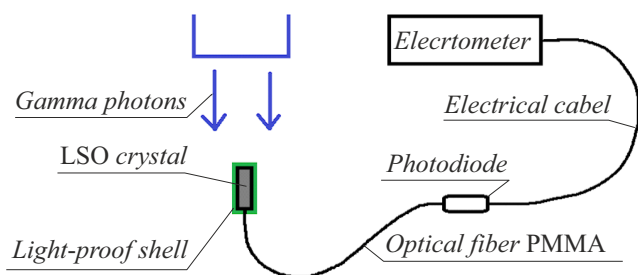 Elecrtometer
Gamma photons
Electrical cabel
LSO crystal
Photodiode
Light-proof shell
Optical fiber PMMA